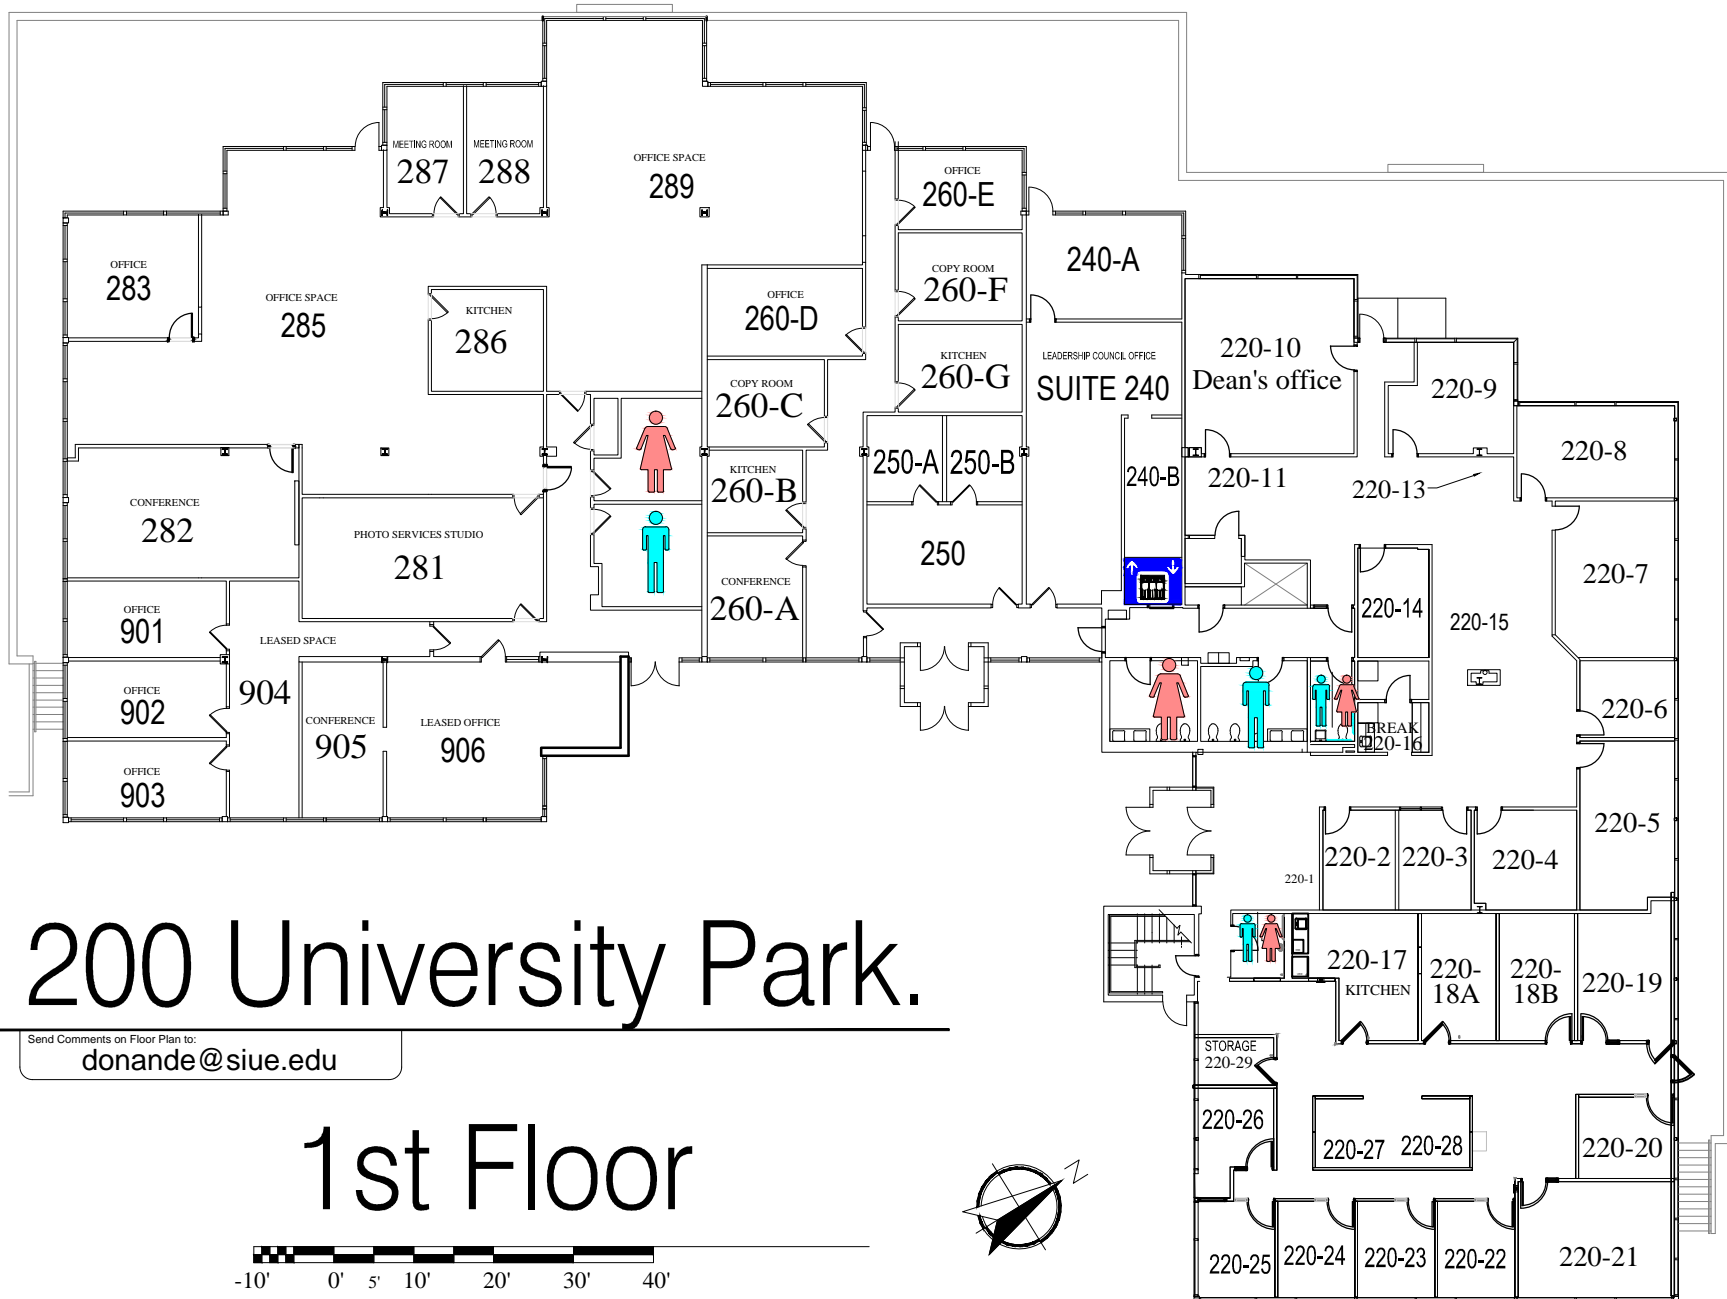 MEETING ROOM
287
MEETING ROOM
288
OFFICE SPACE
289
OFFICE
260-E
OFFICE
283
OFFICE SPACE
285
KITCHEN
286
OFFICE
260-D
COPY ROOM
260-F
240-A
KITCHEN
260-G
LEADERSHIP COUNCIL OFFICE
SUITE 240
220-10
Dean's office
220-9
COPY ROOM
260-C
KITCHEN
260-B
250-A
250-B
240-B
220-11
220-13
220-8
CONFERENCE
282
PHOTO SERVICES STUDIO
281
250
CONFERENCE
260-A
220-7
220-14
220-15
OFFICE
901
LEASED SPACE
904
OFFICE
902
CONFERENCE
905
LEASED OFFICE
906
OFFICE
903
BREAK
220-16
220-6
220-5
220-2
220-3
220-4
220-1
220-17
KITCHEN
220-
18A
220-
18B
220-19
STORAGE
220-29
220-26
220-27
220-28
220-20
220-25
220-24
220-23
220-22
220-21
200 University Park.
Send Comments on Floor Plan to:
donande@siue.edu
1st Floor
N
-10' 0' 5' 10' 20' 30' 40'